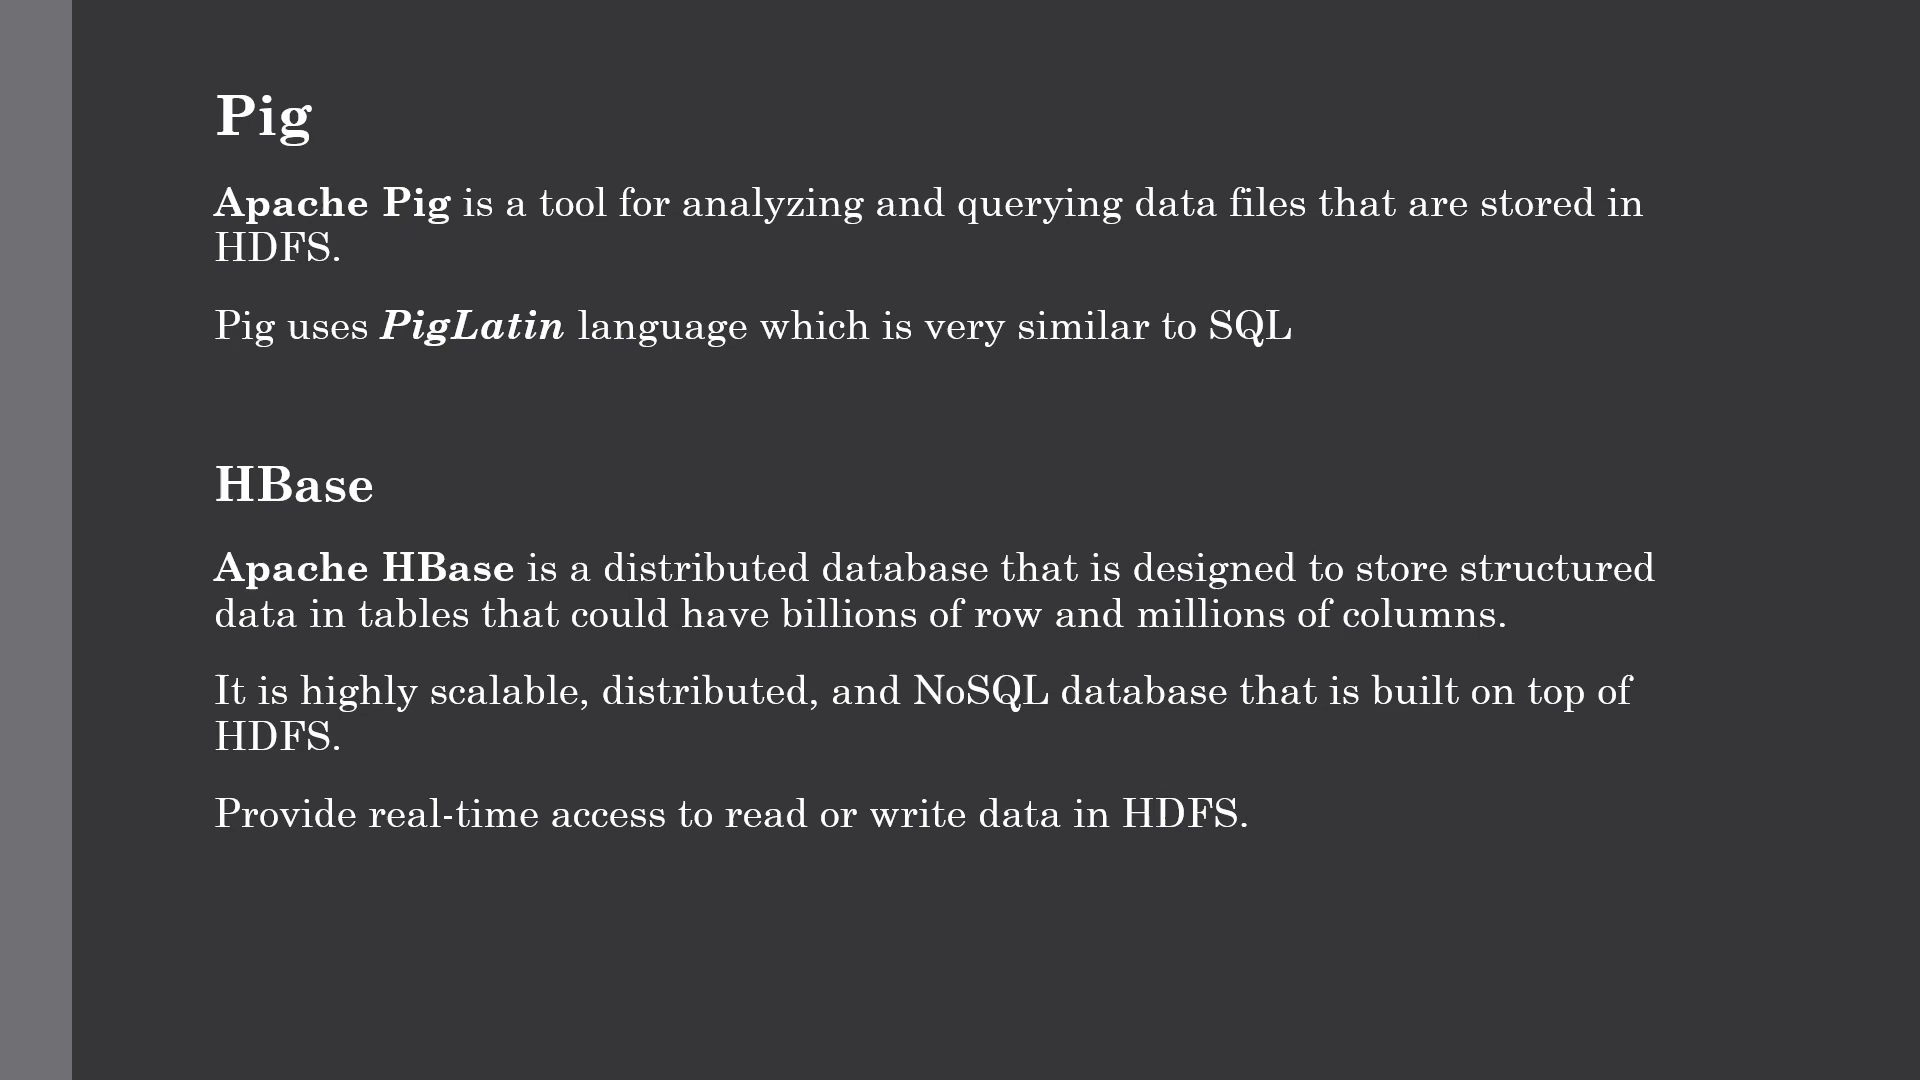 Pig
Apache Pig is a tool for analyzing and querying data files that are stored in
HDFS.
Pig uses PigLatin language which is very similar to SQL
HBase
Apache HBase is a distributed database that is designed to store structured
data in tables that could have billions of row and millions of columns.
It is highly scalable, distributed, and NoSQL database that is built on top of
HDFS.
Provide real-time access to read or write data in HDFS.